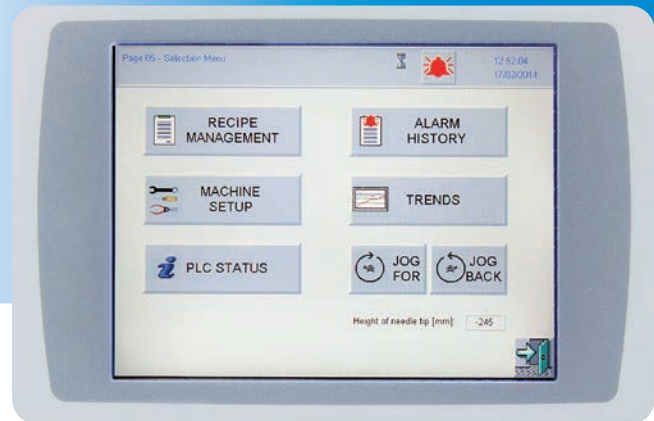 Page 05 - Selection Menu
12:52:04
17/02/2014
RECIPE
MANAGEMENT
ALARM
HISTORY
MACHINE
SETUP
TRENDS
PLC STATUS
JOG
FOR
JOG
BACK
Height of needle tip [mm]:
-245